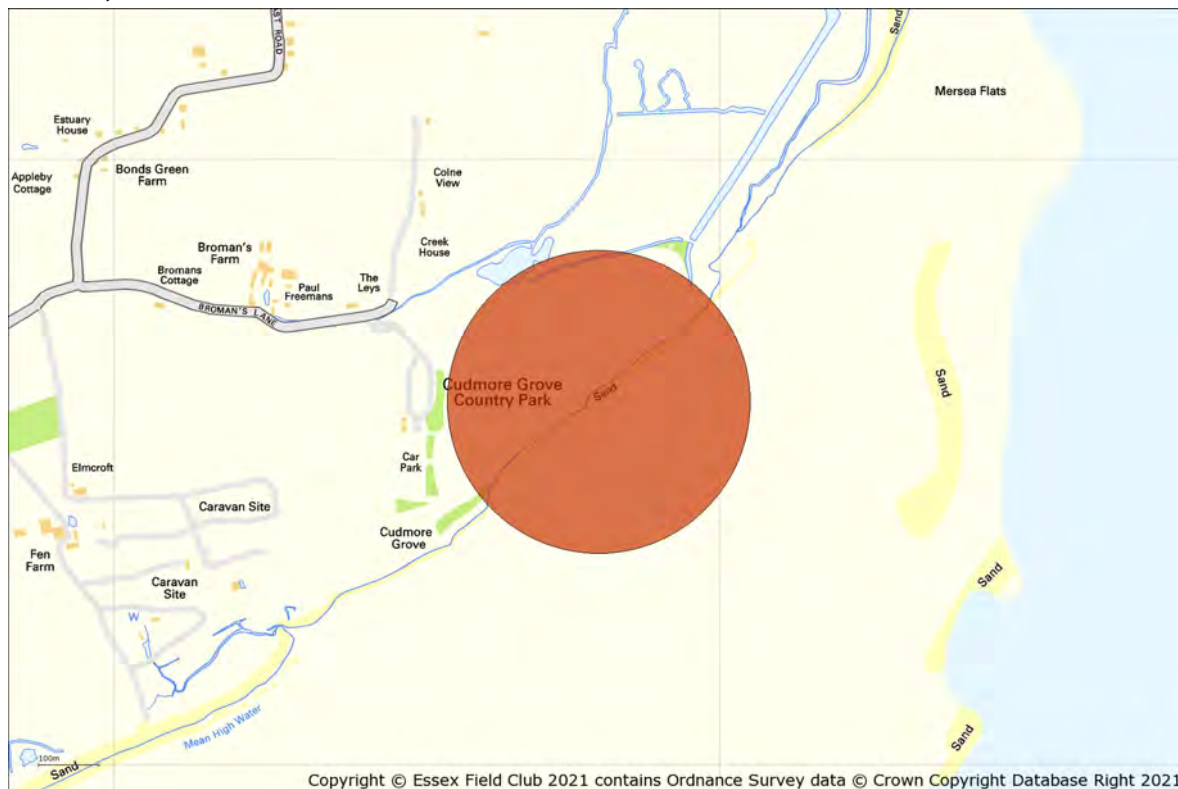 AST ROAD
Sand
Mersea Flats
Estuary
House
Appleby
Cottage
Bonds Green
Farm
Colne
View
Broman's
Farm
Creek
House
Bromans
Cottage
Paul
Freemans
The
Leys
BROMAN'S LANE
Cudmore Grove
Country Park
Sand
Sand
Car
Park
Elmcroft
Caravan Site
Cudmore
Grove
Fen
Farm
Caravan
Site
Sand
W
Mean High Water
Sand
Sand
100m
Copyright © Essex Field Club 2021 contains Ordnance Survey data © Crown Copyright Database Right 2021